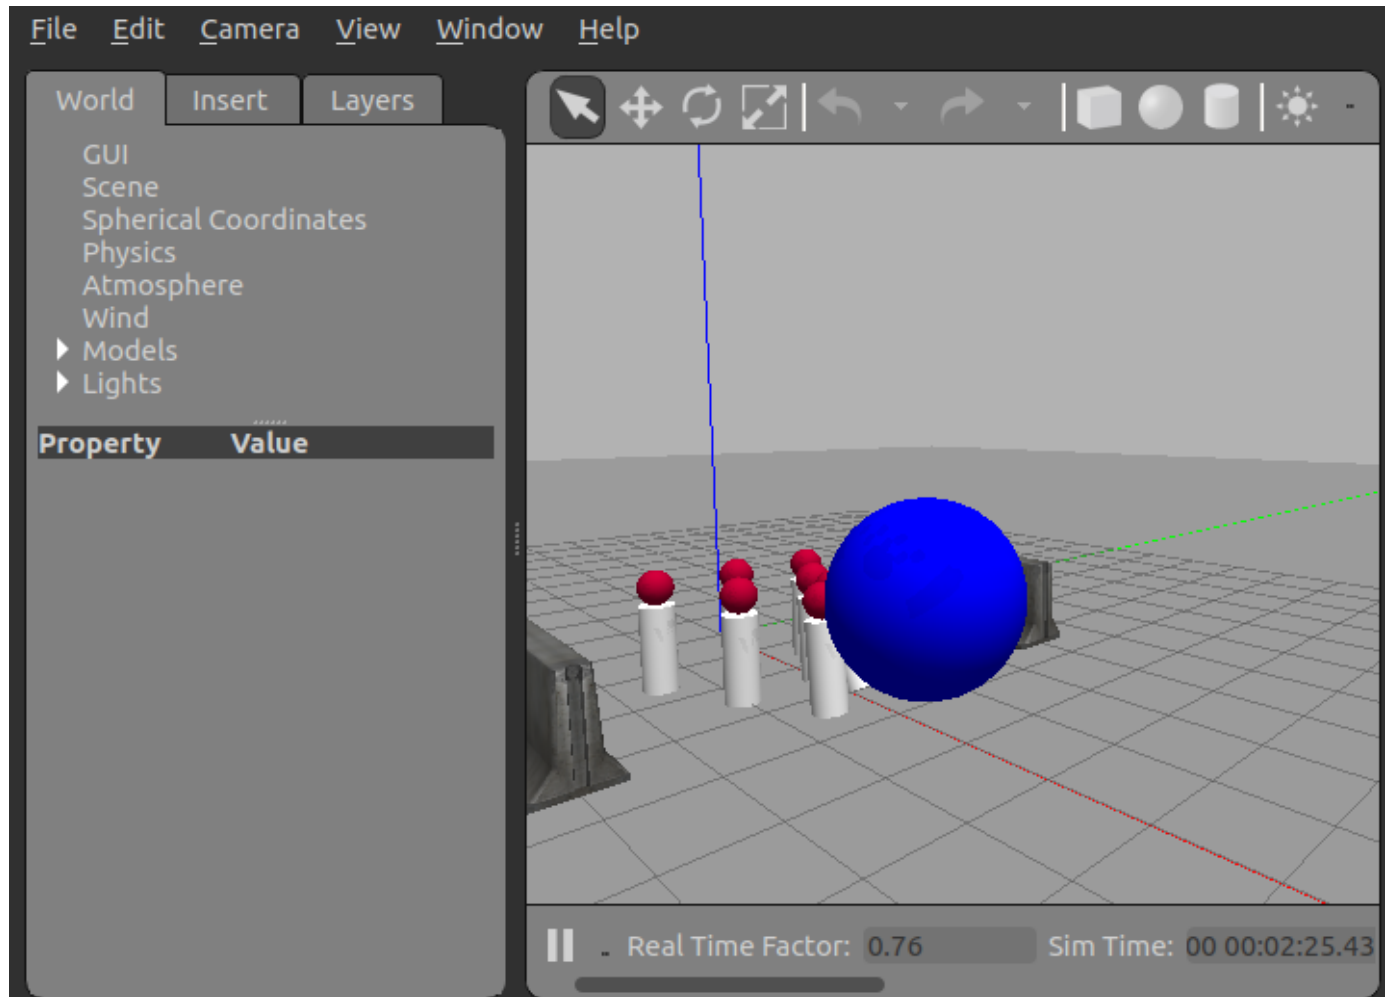 File Edit Camera View Window Help
World Insert Layers
GUI
Scene
Spherical Coordinates
Physics
Atmosphere
Wind
Models
Lights
Property Value
Real Time Factor: 0.76 Sim Time: 00 00:02:25.43